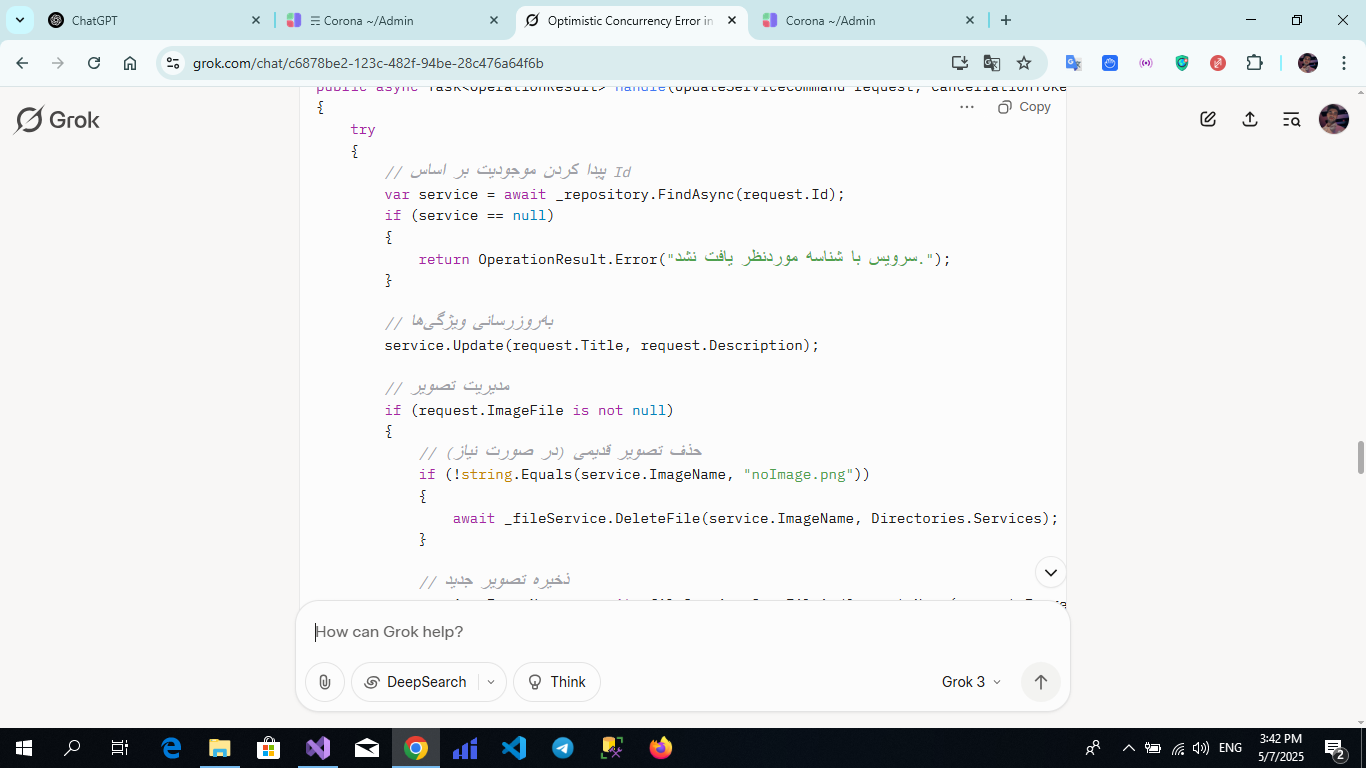 ChatGPT
☰ Corona ~/Admin
Optimistic Concurrency Error in
Corona ~/Admin
grok.com/chat/c6878be2-123c-482f-94be-28c476a64f6b
Grok
public async Task<OperationResult> Handle(UpdateServiceCommand request, CancellationToke
Copy
{
try
{
// پیدا کردن موجودیت بر اساس Id
var service = await _repository.FindAsync(request.Id);
if (service == null)
{
return OperationResult.Error("سرویس با شناسه موردنظر یافت نشد.");
}
// به‌روزرسانی ویژگی‌ها
service.Update(request.Title, request.Description);
// مدیریت تصویر
if (request.ImageFile is not null)
{
// حذف تصویر قدیمی (در صورت نیاز)
if (!string.Equals(service.ImageName, "noImage.png"))
{
await _fileService.DeleteFile(service.ImageName, Directories.Services);
}
// ذخیره تصویر جدید
How can Grok help?
DeepSearch
Think
Grok 3
ENG
3:42 PM
5/7/2025
2